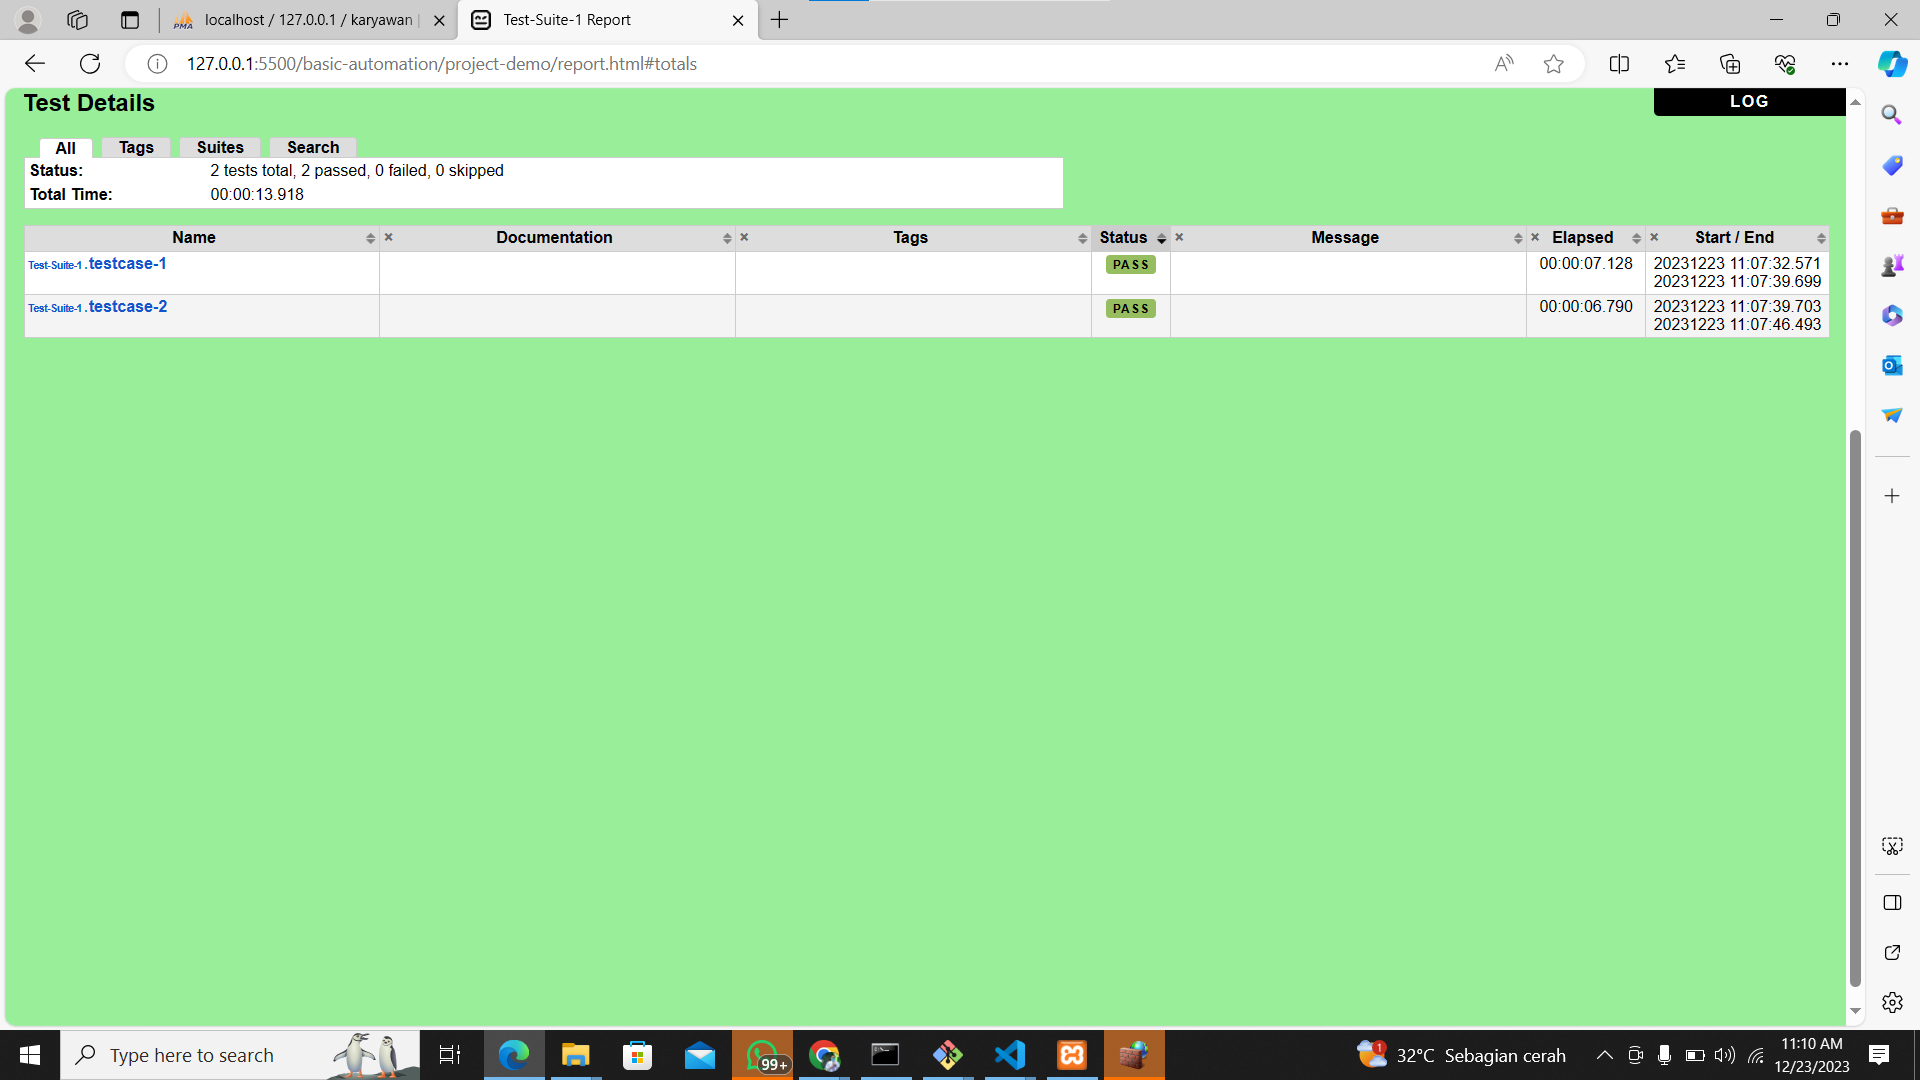 localhost / 127.0.0.1 / karyawan
Test-Suite-1 Report
127.0.0.1:5500/basic-automation/project-demo/report.html#totals
Test Details
LOG
All Tags Suites Search
Status: 2 tests total, 2 passed, 0 failed, 0 skipped
Total Time: 00:00:13.918
Name × Documentation × Tags Status × Message × Elapsed × Start / End
Test-Suite-1.testcase-1 PASS 00:00:07.128 20231223 11:07:32.571
20231223 11:07:39.699
Test-Suite-1.testcase-2 PASS 00:00:06.790 20231223 11:07:39.703
20231223 11:07:46.493
Type here to search
99+
1
32°C Sebagian cerah
11:10 AM
12/23/2023